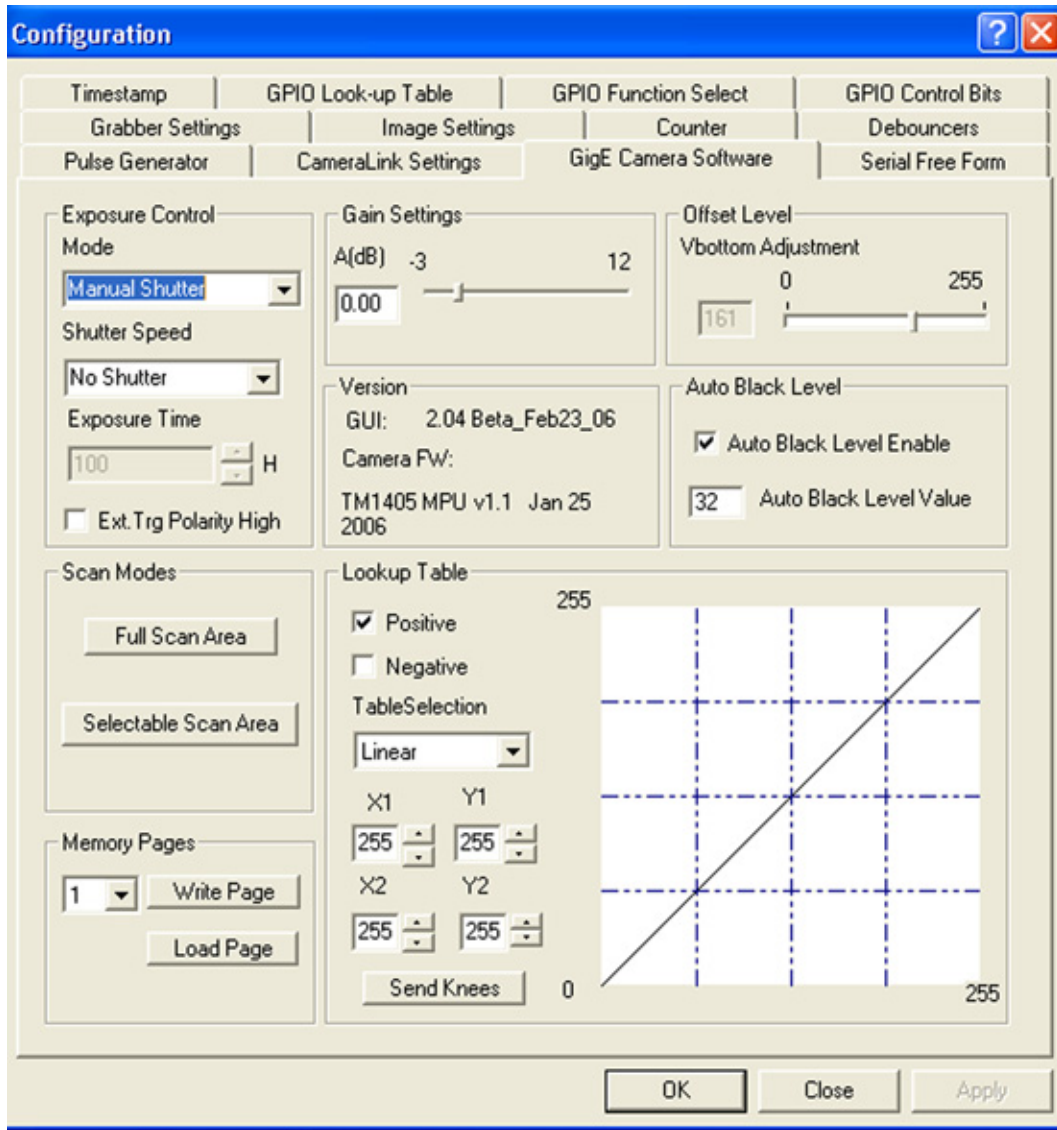 Configuration
Timestamp
GPIO Look-up Table
GPIO Function Select
GPIO Control Bits
Grabber Settings
Image Settings
Counter
Debouncers
Pulse Generator
CameraLink Settings
GigE Camera Software
Serial Free Form
Exposure Control
Mode
Manual Shutter
Shutter Speed
No Shutter
Exposure Time
100 H
Ext.Trg Polarity High
Gain Settings
A(dB) -3 12
0.00
Offset Level
Vbottom Adjustment
0 255
161
Version
GUI: 2.04 Beta_Feb23_06
Camera FW:
TM1405 MPU v1.1 Jan 25
2006
Auto Black Level
Auto Black Level Enable
32 Auto Black Level Value
Scan Modes
Full Scan Area
Selectable Scan Area
Memory Pages
1 Write Page
Load Page
Lookup Table
Positive
Negative
TableSelection
Linear
X1 Y1
255 255
X2 Y2
255 255
Send Knees
255
0 255
OK Close Apply